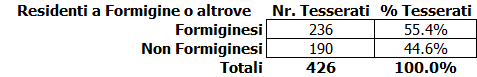 Residenti a Formigine o altrove Nr. Tesserati % Tesserati
Formiginesi 236 55.4%
Non Formiginesi 190 44.6%
Totali 426 100.0%